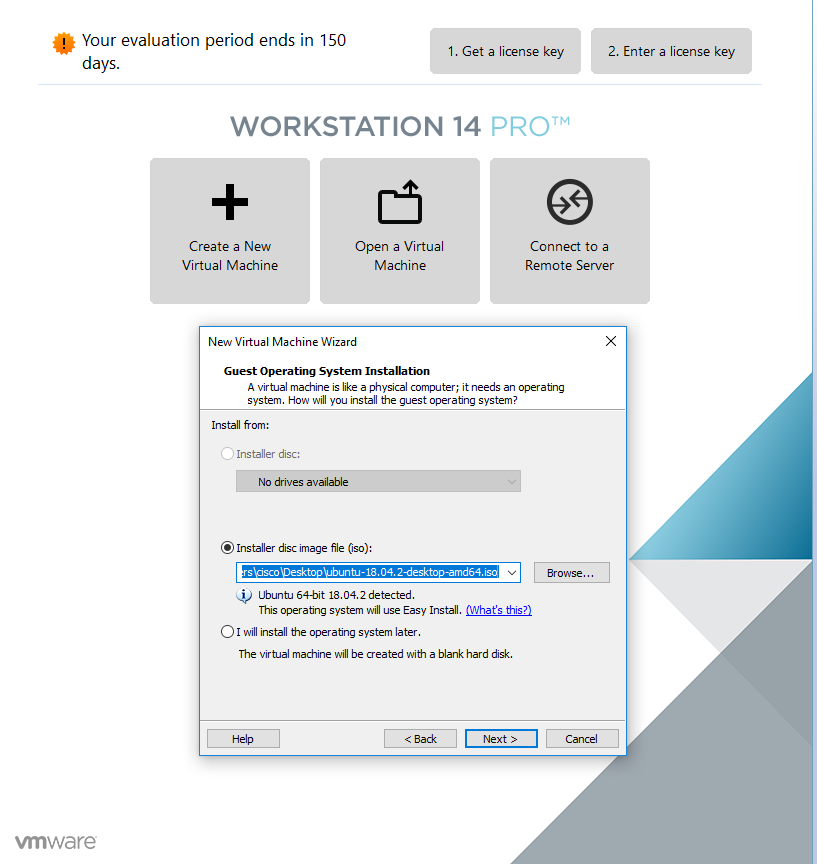 Your evaluation period ends in 150
days.
1. Get a license key
2. Enter a license key
WORKSTATION 14 PRO™
Create a New
Virtual Machine
Open a Virtual
Machine
Connect to a
Remote Server
New Virtual Machine Wizard
Guest Operating System Installation
A virtual machine is like a physical computer; it needs an operating
system. How will you install the guest operating system?
Install from:
Installer disc:
No drives available
Installer disc image file (iso):
ers\cisco\Desktop\ubuntu-18.04.2-desktop-amd64.iso
Browse...
Ubuntu 64-bit 18.04.2 detected.
This operating system will use Easy Install. (What's this?)
I will install the operating system later.
The virtual machine will be created with a blank hard disk.
Help
< Back
Next >
Cancel
vmware